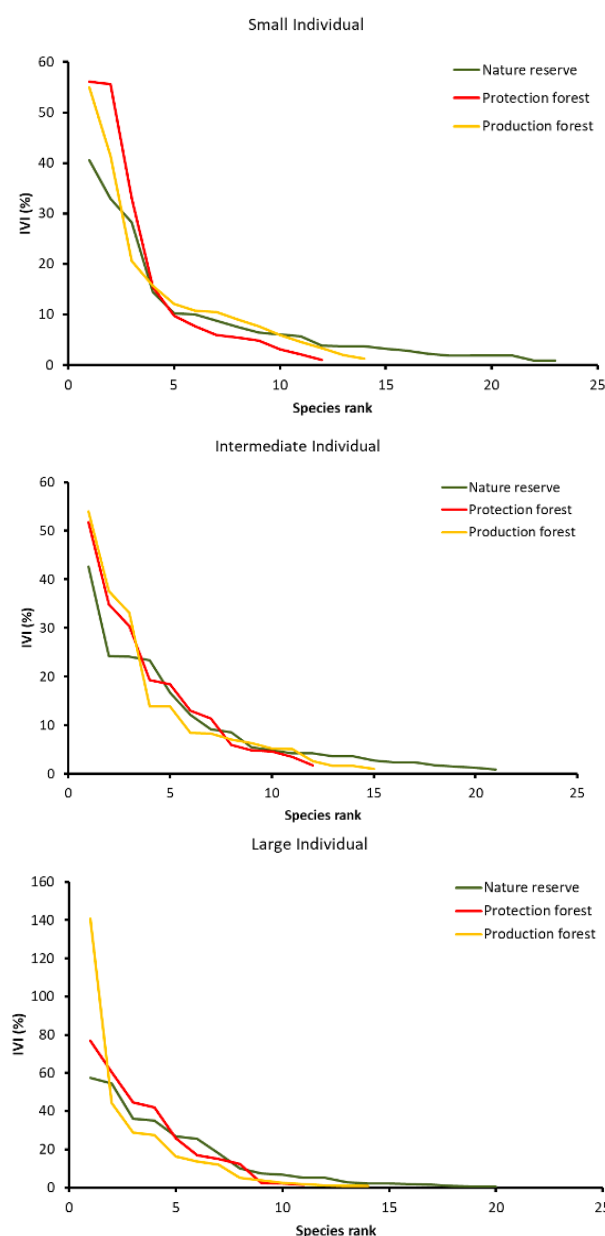 Small Individual
60
50
40
30
20
10
0
IVI (%)
Nature reserve
Protection forest
Production forest
0 5 10 15 20 25
Species rank
Intermediate Individual
60
50
40
30
20
10
0
IVI (%)
Nature reserve
Protection forest
Production forest
0 5 10 15 20 25
Species rank
Large Individual
160
140
120
100
80
60
40
20
0
IVI (%)
Nature reserve
Protection forest
Production forest
0 5 10 15 20 25
Species rank